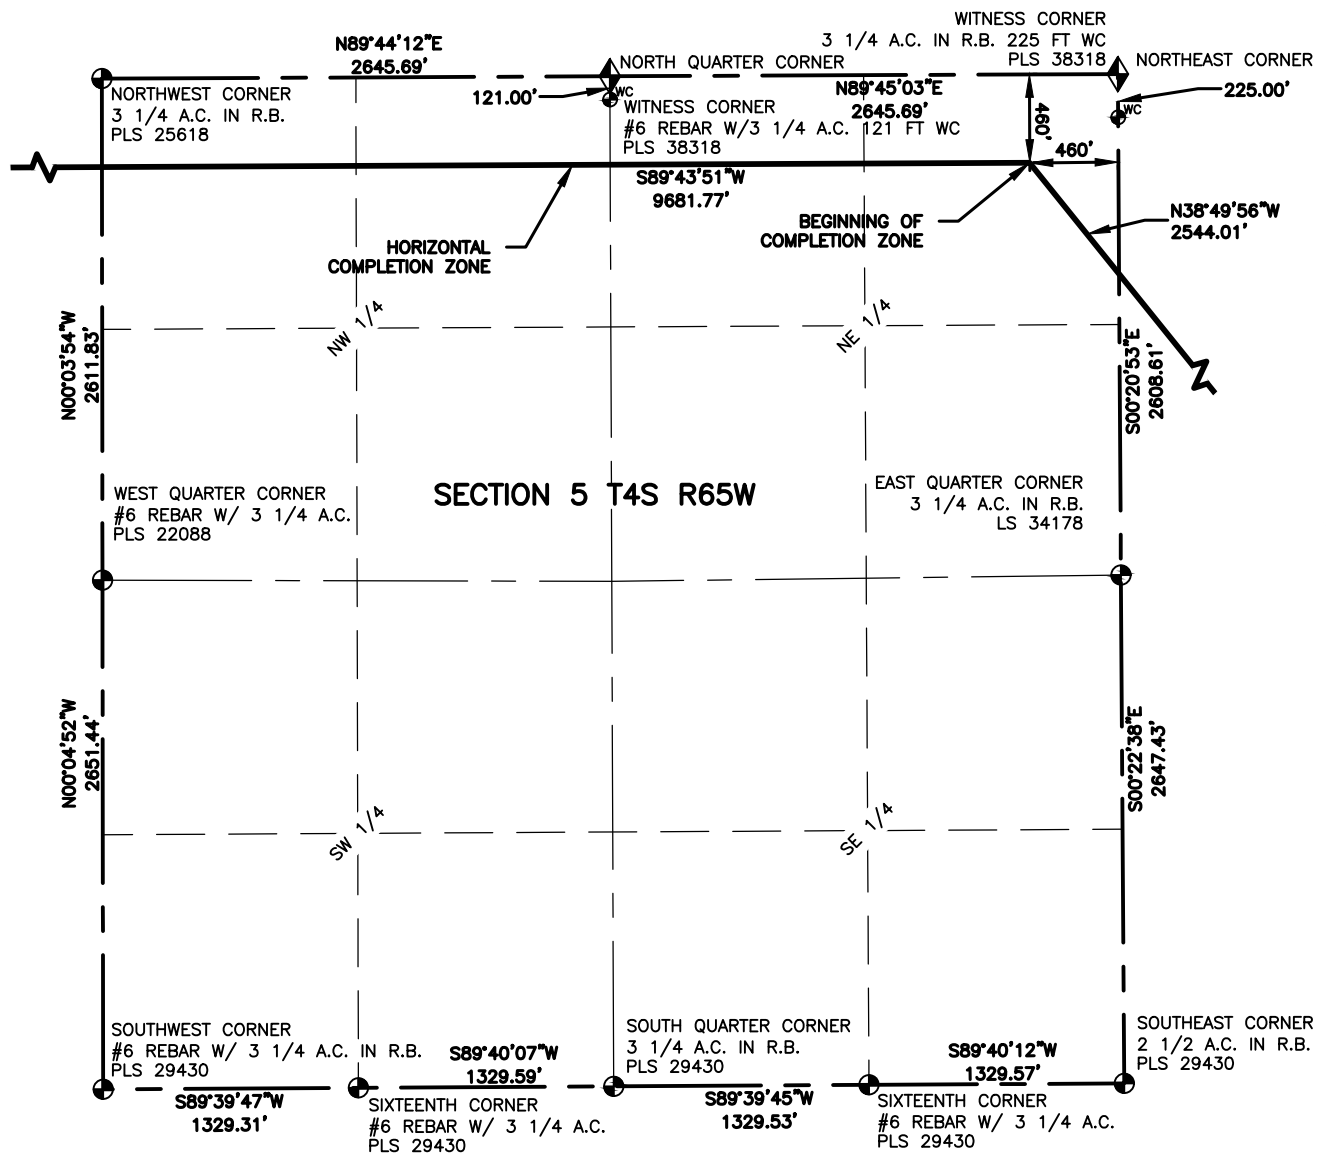 WITNESS CORNER
3 1/4 A.C. IN R.B. 225 FT WC
PLS 38318
N89°44'12"E
2645.69'
NORTH QUARTER CORNER
NORTHEAST CORNER
NORTHWEST CORNER
3 1/4 A.C. IN R.B.
PLS 25618
121.00'
WC
WITNESS CORNER
#6 REBAR W/3 1/4 A.C. 121 FT WC
PLS 38318
N89°45'03"E
2645.69'
460'
225.00'
WC
460'
S89°43'51"W
9681.77'
N38°49'56"W
2544.01'
BEGINNING OF
COMPLETION ZONE
HORIZONTAL
COMPLETION ZONE
NW 1/4
NE 1/4
N00°03'54"W
2611.83'
S00°20'53"E
2608.61'
WEST QUARTER CORNER
#6 REBAR W/ 3 1/4 A.C.
PLS 22088
SECTION 5 T4S R65W
EAST QUARTER CORNER
3 1/4 A.C. IN R.B.
LS 34178
N00°04'52"W
2651.44'
S00°22'38"E
2647.43'
SW 1/4
SE 1/4
SOUTHWEST CORNER
#6 REBAR W/ 3 1/4 A.C. IN R.B.
PLS 29430
S89°40'07"W
1329.59'
SOUTH QUARTER CORNER
3 1/4 A.C. IN R.B.
PLS 29430
S89°40'12"W
1329.57'
SOUTHEAST CORNER
2 1/2 A.C. IN R.B.
PLS 29430
S89°39'47"W
1329.31'
SIXTEENTH CORNER
#6 REBAR W/ 3 1/4 A.C.
PLS 29430
S89°39'45"W
1329.53'
SIXTEENTH CORNER
#6 REBAR W/ 3 1/4 A.C.
PLS 29430